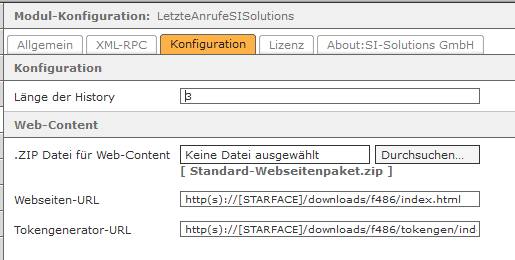 Modul-Konfiguration: LetzteAnrufeSISolutions
Allgemein XML-RPC Konfiguration Lizenz About:SI-Solutions GmbH
Konfiguration
Länge der History 3
Web-Content
.ZIP Datei für Web-Content Keine Datei ausgewählt Durchsuchen...
[ Standard-Webseitenpaket.zip ]
Webseiten-URL http(s)://[STARFACE]/downloads/f486/index.html
Tokengenerator-URL http(s)://[STARFACE]/downloads/f486/tokengen/ind